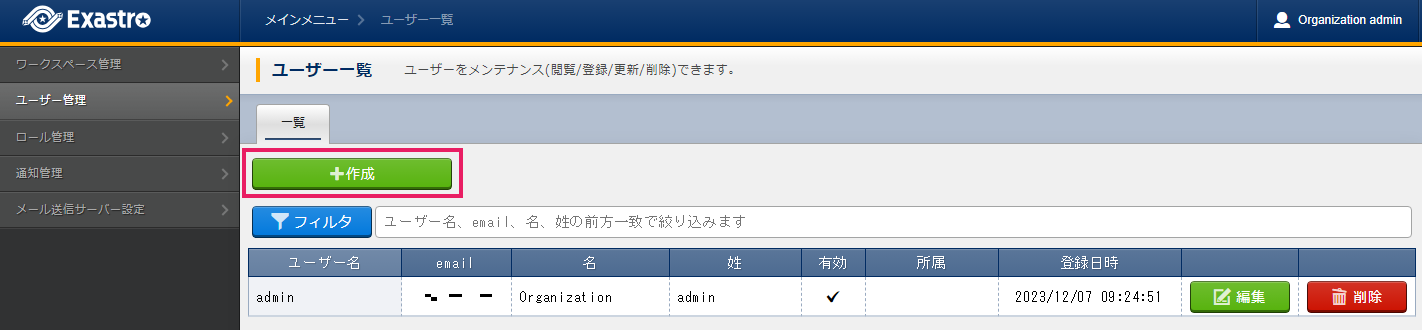 Exastro
メインメニュー
ユーザー一覧
Organization admin
ワークスペース管理
ユーザー管理
ロール管理
通知管理
メール送信サーバー設定
ユーザー一覧
ユーザーをメンテナンス(閲覧/登録/更新/削除)できます。
一覧
作成
フィルタ
ユーザー名、email、名、姓の前方一致で絞り込みます
ユーザー名 email 名 姓 有効 所属 登録日時
admin Organization admin 2023/12/07 09:24:51 編集 削除